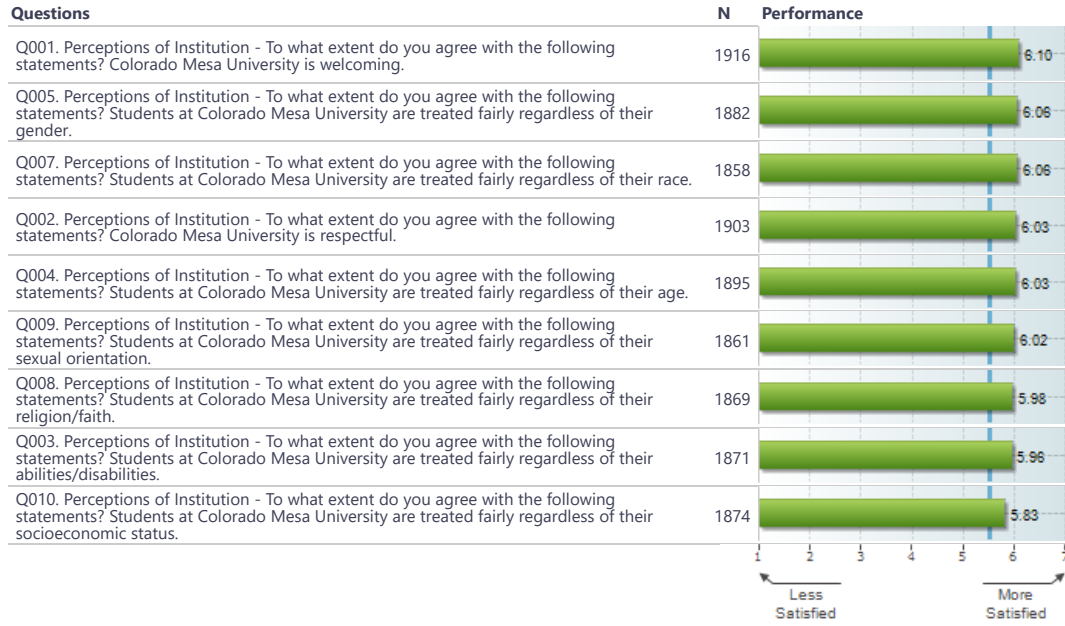 Questions N Performance
Q001. Perceptions of Institution - To what extent do you agree with the following
statements? Colorado Mesa University is welcoming.
1916 6.10
Q005. Perceptions of Institution - To what extent do you agree with the following
statements? Students at Colorado Mesa University are treated fairly regardless of their
gender.
1882 6.06
Q007. Perceptions of Institution - To what extent do you agree with the following
statements? Students at Colorado Mesa University are treated fairly regardless of their race.
1858 6.06
Q002. Perceptions of Institution - To what extent do you agree with the following
statements? Colorado Mesa University is respectful.
1903 6.03
Q004. Perceptions of Institution - To what extent do you agree with the following
statements? Students at Colorado Mesa University are treated fairly regardless of their age.
1895 6.03
Q009. Perceptions of Institution - To what extent do you agree with the following
statements? Students at Colorado Mesa University are treated fairly regardless of their
sexual orientation.
1861 6.02
Q008. Perceptions of Institution - To what extent do you agree with the following
statements? Students at Colorado Mesa University are treated fairly regardless of their
religion/faith.
1869 5.98
Q003. Perceptions of Institution - To what extent do you agree with the following
statements? Students at Colorado Mesa University are treated fairly regardless of their
abilities/disabilities.
1871 5.96
Q010. Perceptions of Institution - To what extent do you agree with the following
statements? Students at Colorado Mesa University are treated fairly regardless of their
socioeconomic status.
1874 5.83
1 2 3 4 5 6 7
Less More
Satisfied Satisfied